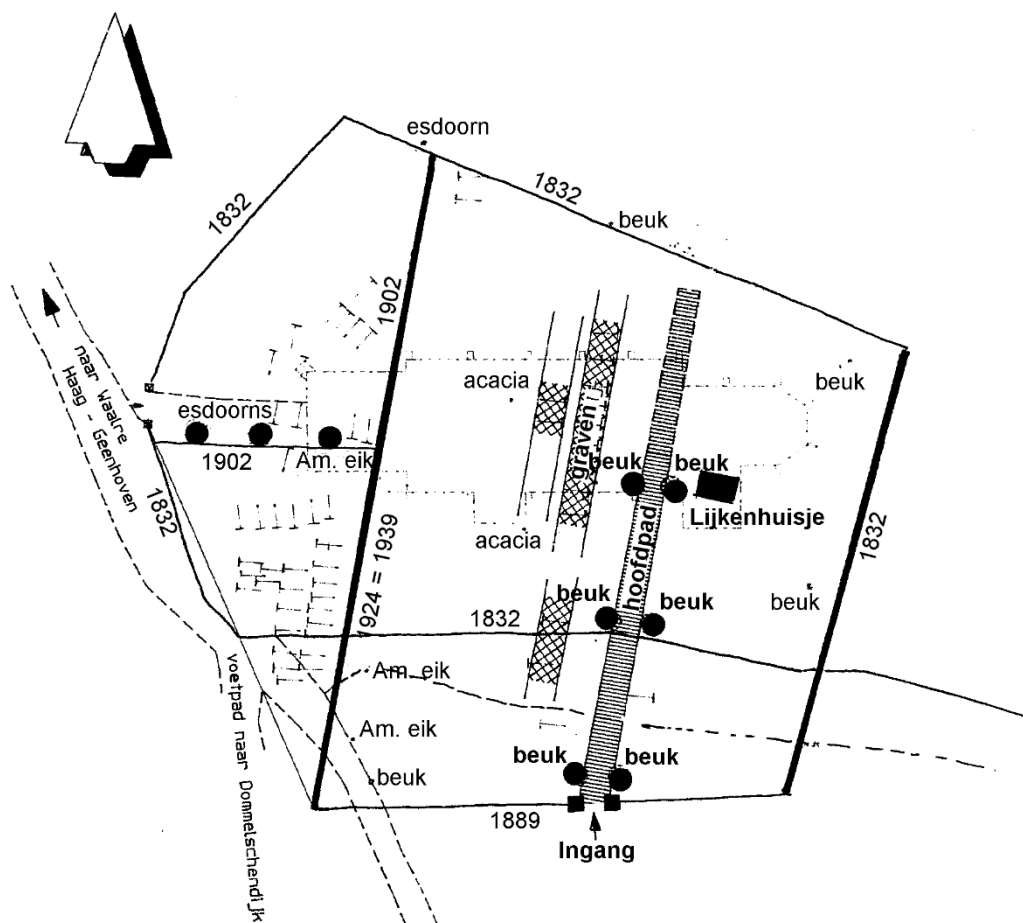 esdoorn
1832
beuk
1832
1902
naar Waalre
Haag - Geenhoven
acacia
beuk
esdoorns
graven
beuk
beuk
1902
Am. eik
Lijkenhuisje
1832
acacia
hoofdpad
1832
1924 = 1939
beuk
beuk
beuk
1832
voetpad naar Dommelschendijk
Am. eik
Am. eik
beuk
beuk
beuk
1889
Ingang